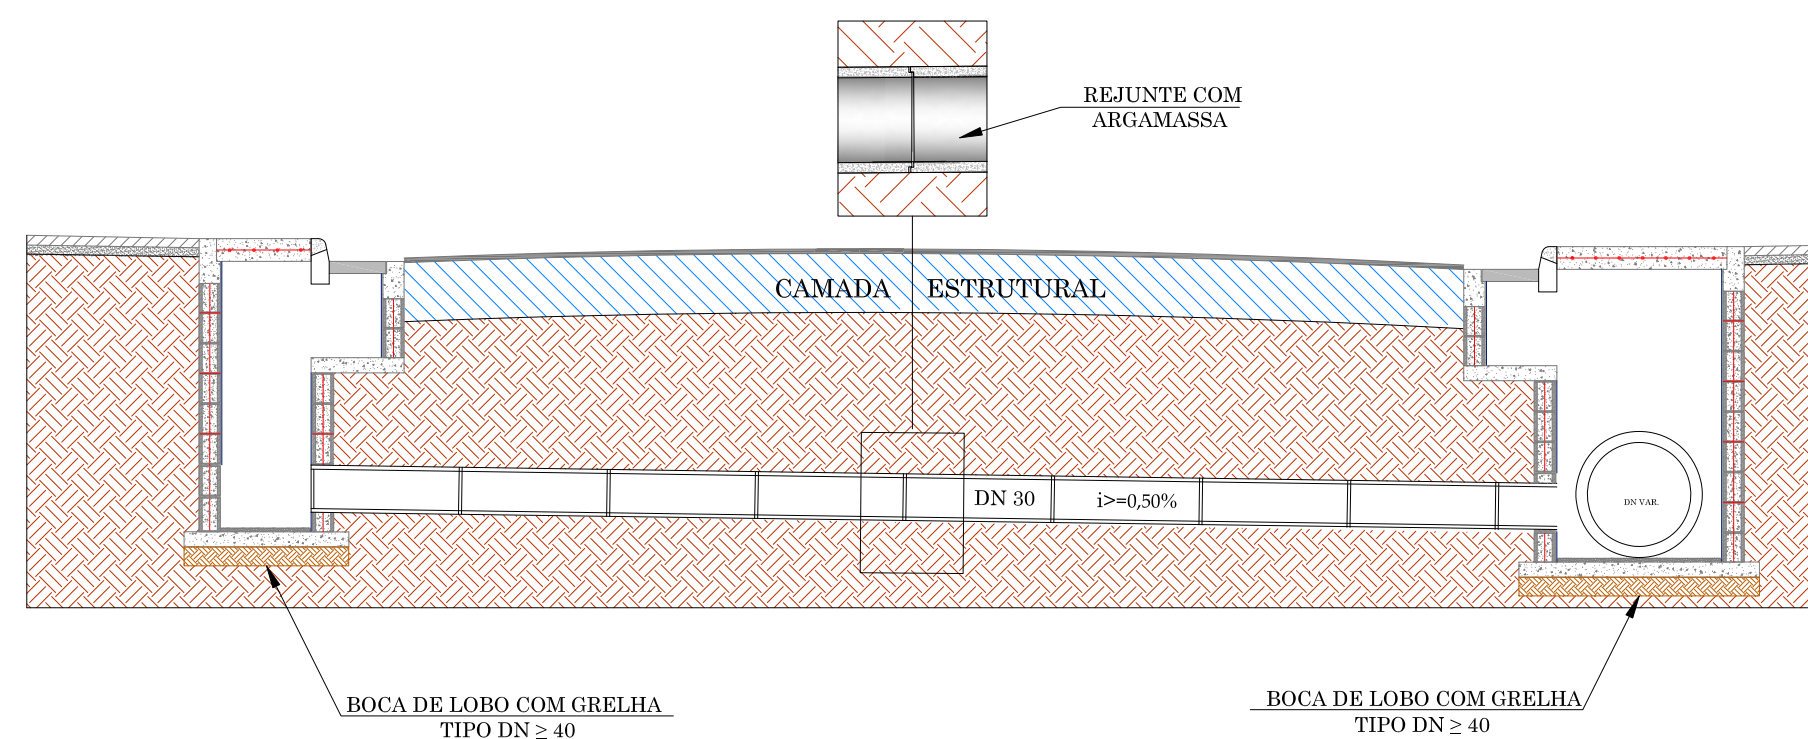 REJUNTE COM
ARGAMASSA
CAMADA ESTRUTURAL
DN 30 i>=0,50%
DN VAR.
BOCA DE LOBO COM GRELHA
TIPO DN ≥ 40
BOCA DE LOBO COM GRELHA
TIPO DN ≥ 40